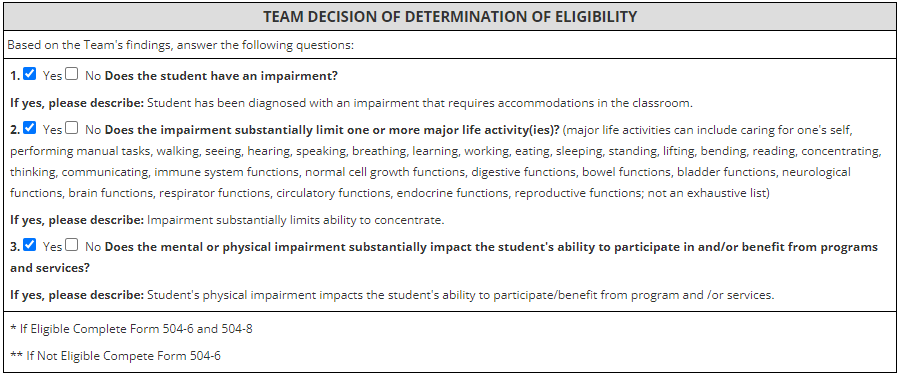 TEAM DECISION OF DETERMINATION OF ELIGIBILITY
Based on the Team's findings, answer the following questions:
1. Yes No Does the student have an impairment?
If yes, please describe: Student has been diagnosed with an impairment that requires accommodations in the classroom.
2. Yes No Does the impairment substantially limit one or more major life activity(ies)? (major life activities can include caring for one's self,
performing manual tasks, walking, seeing, hearing, speaking, breathing, learning, working, eating, sleeping, standing, lifting, bending, reading, concentrating,
thinking, communicating, immune system functions, normal cell growth functions, digestive functions, bowel functions, bladder functions, neurological
functions, brain functions, respirator functions, circulatory functions, endocrine functions, reproductive functions; not an exhaustive list)
If yes, please describe: Impairment substantially limits ability to concentrate.
3. Yes No Does the mental or physical impairment substantially impact the student's ability to participate in and/or benefit from programs
and services?
If yes, please describe: Student's physical impairment impacts the student's ability to participate/benefit from program and /or services.
* If Eligible Complete Form 504-6 and 504-8
** If Not Eligible Compete Form 504-6